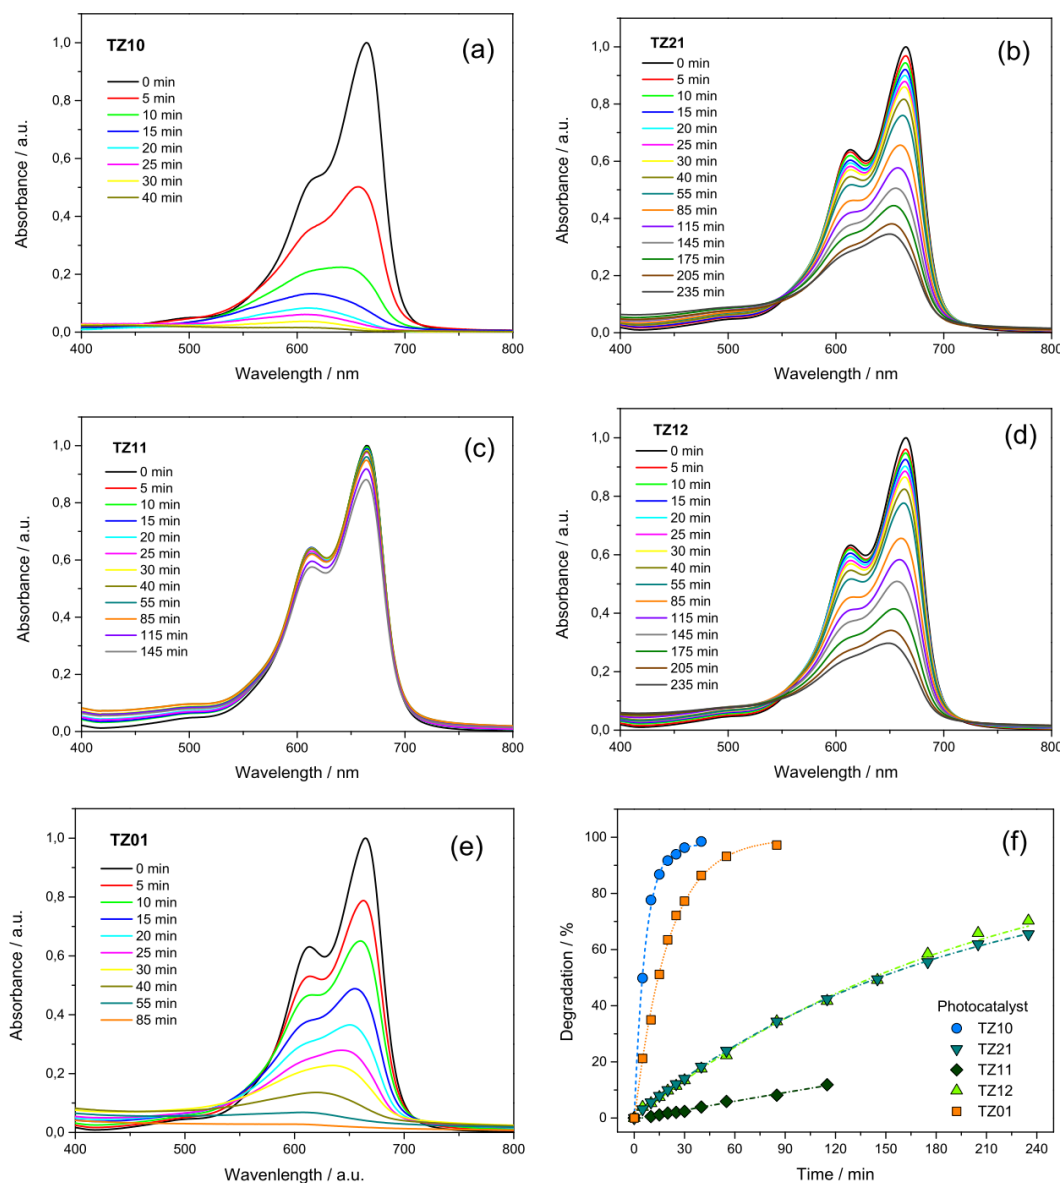 TZ10
(a)
0 min
5 min
10 min
15 min
20 min
25 min
30 min
40 min
1,0
0,8
0,6
0,4
0,2
0,0
400
500
600
700
800
Absorbance / a.u.
Wavelength / nm
TZ21
(b)
0 min
5 min
10 min
15 min
20 min
25 min
30 min
40 min
55 min
85 min
115 min
145 min
175 min
205 min
235 min
1,0
0,8
0,6
0,4
0,2
0,0
400
500
600
700
800
Absorbance / a.u.
Wavelength / nm
TZ11
(c)
0 min
5 min
10 min
15 min
20 min
25 min
30 min
40 min
55 min
85 min
115 min
145 min
1,0
0,8
0,6
0,4
0,2
0,0
400
500
600
700
800
Absorbance / a.u.
Wavelength / nm
TZ12
(d)
0 min
5 min
10 min
15 min
20 min
25 min
30 min
40 min
55 min
85 min
115 min
145 min
175 min
205 min
235 min
1,0
0,8
0,6
0,4
0,2
0,0
400
500
600
700
800
Absorbance / a.u.
Wavelength / nm
TZ01
(e)
0 min
5 min
10 min
15 min
20 min
25 min
30 min
40 min
55 min
85 min
1,0
0,8
0,6
0,4
0,2
0,0
400
500
600
700
800
Absorbance / a.u.
Wavenlength / a.u.
(f)
100
80
60
40
20
0
0
30
60
90
120
150
180
210
240
Degradation / %
Time / min
Photocatalyst
TZ10
TZ21
TZ11
TZ12
TZ01